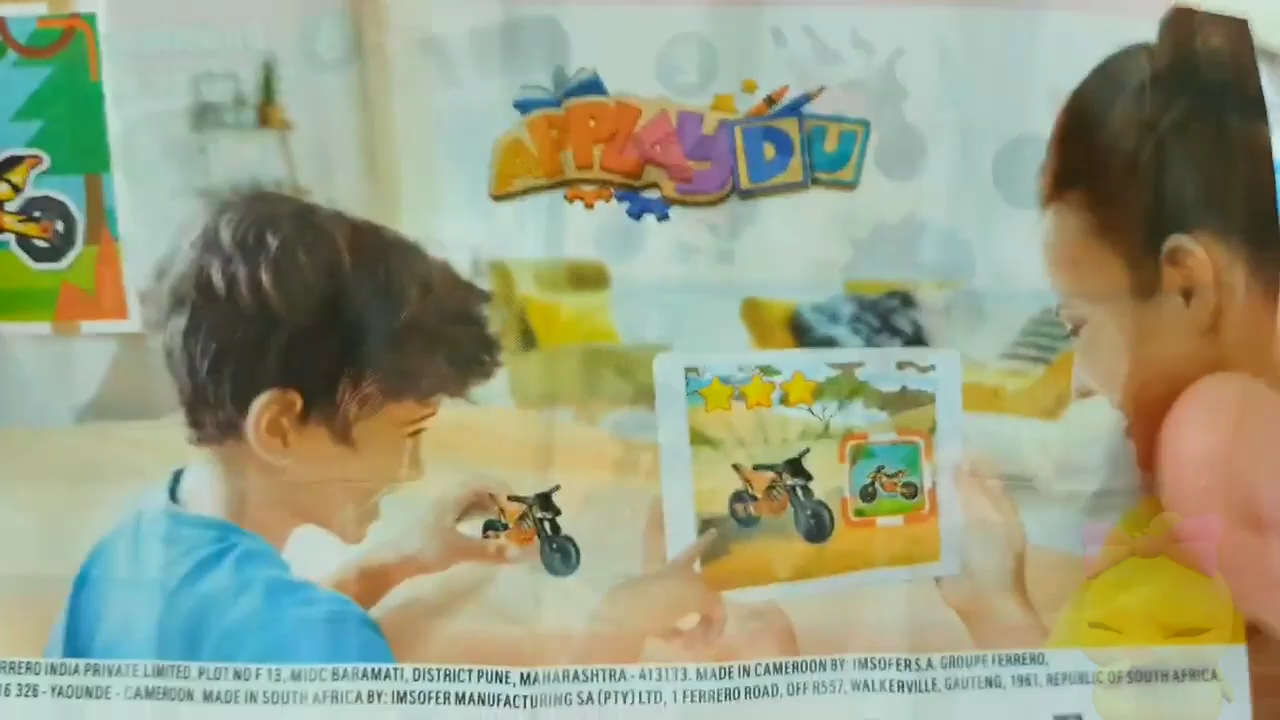 APPLAYDU
RRERO INDIA PRIVATE LIMITED. PLOT NO F 13, MIDC BARAMATI, DISTRICT PUNE, MAHARASHTRA - 413133. MADE IN CAMEROON BY: IMSOFER S.A. GROUPE FERRERO,
16 326 - YAOUNDE - CAMEROON. MADE IN SOUTH AFRICA BY: IMSOFER MANUFACTURING SA (PTY) LTD, 1 FERRERO ROAD, OFF R557, WALKERVILLE, GAUTENG, 1961, REPUBLIC OF SOUTH AFRICA.